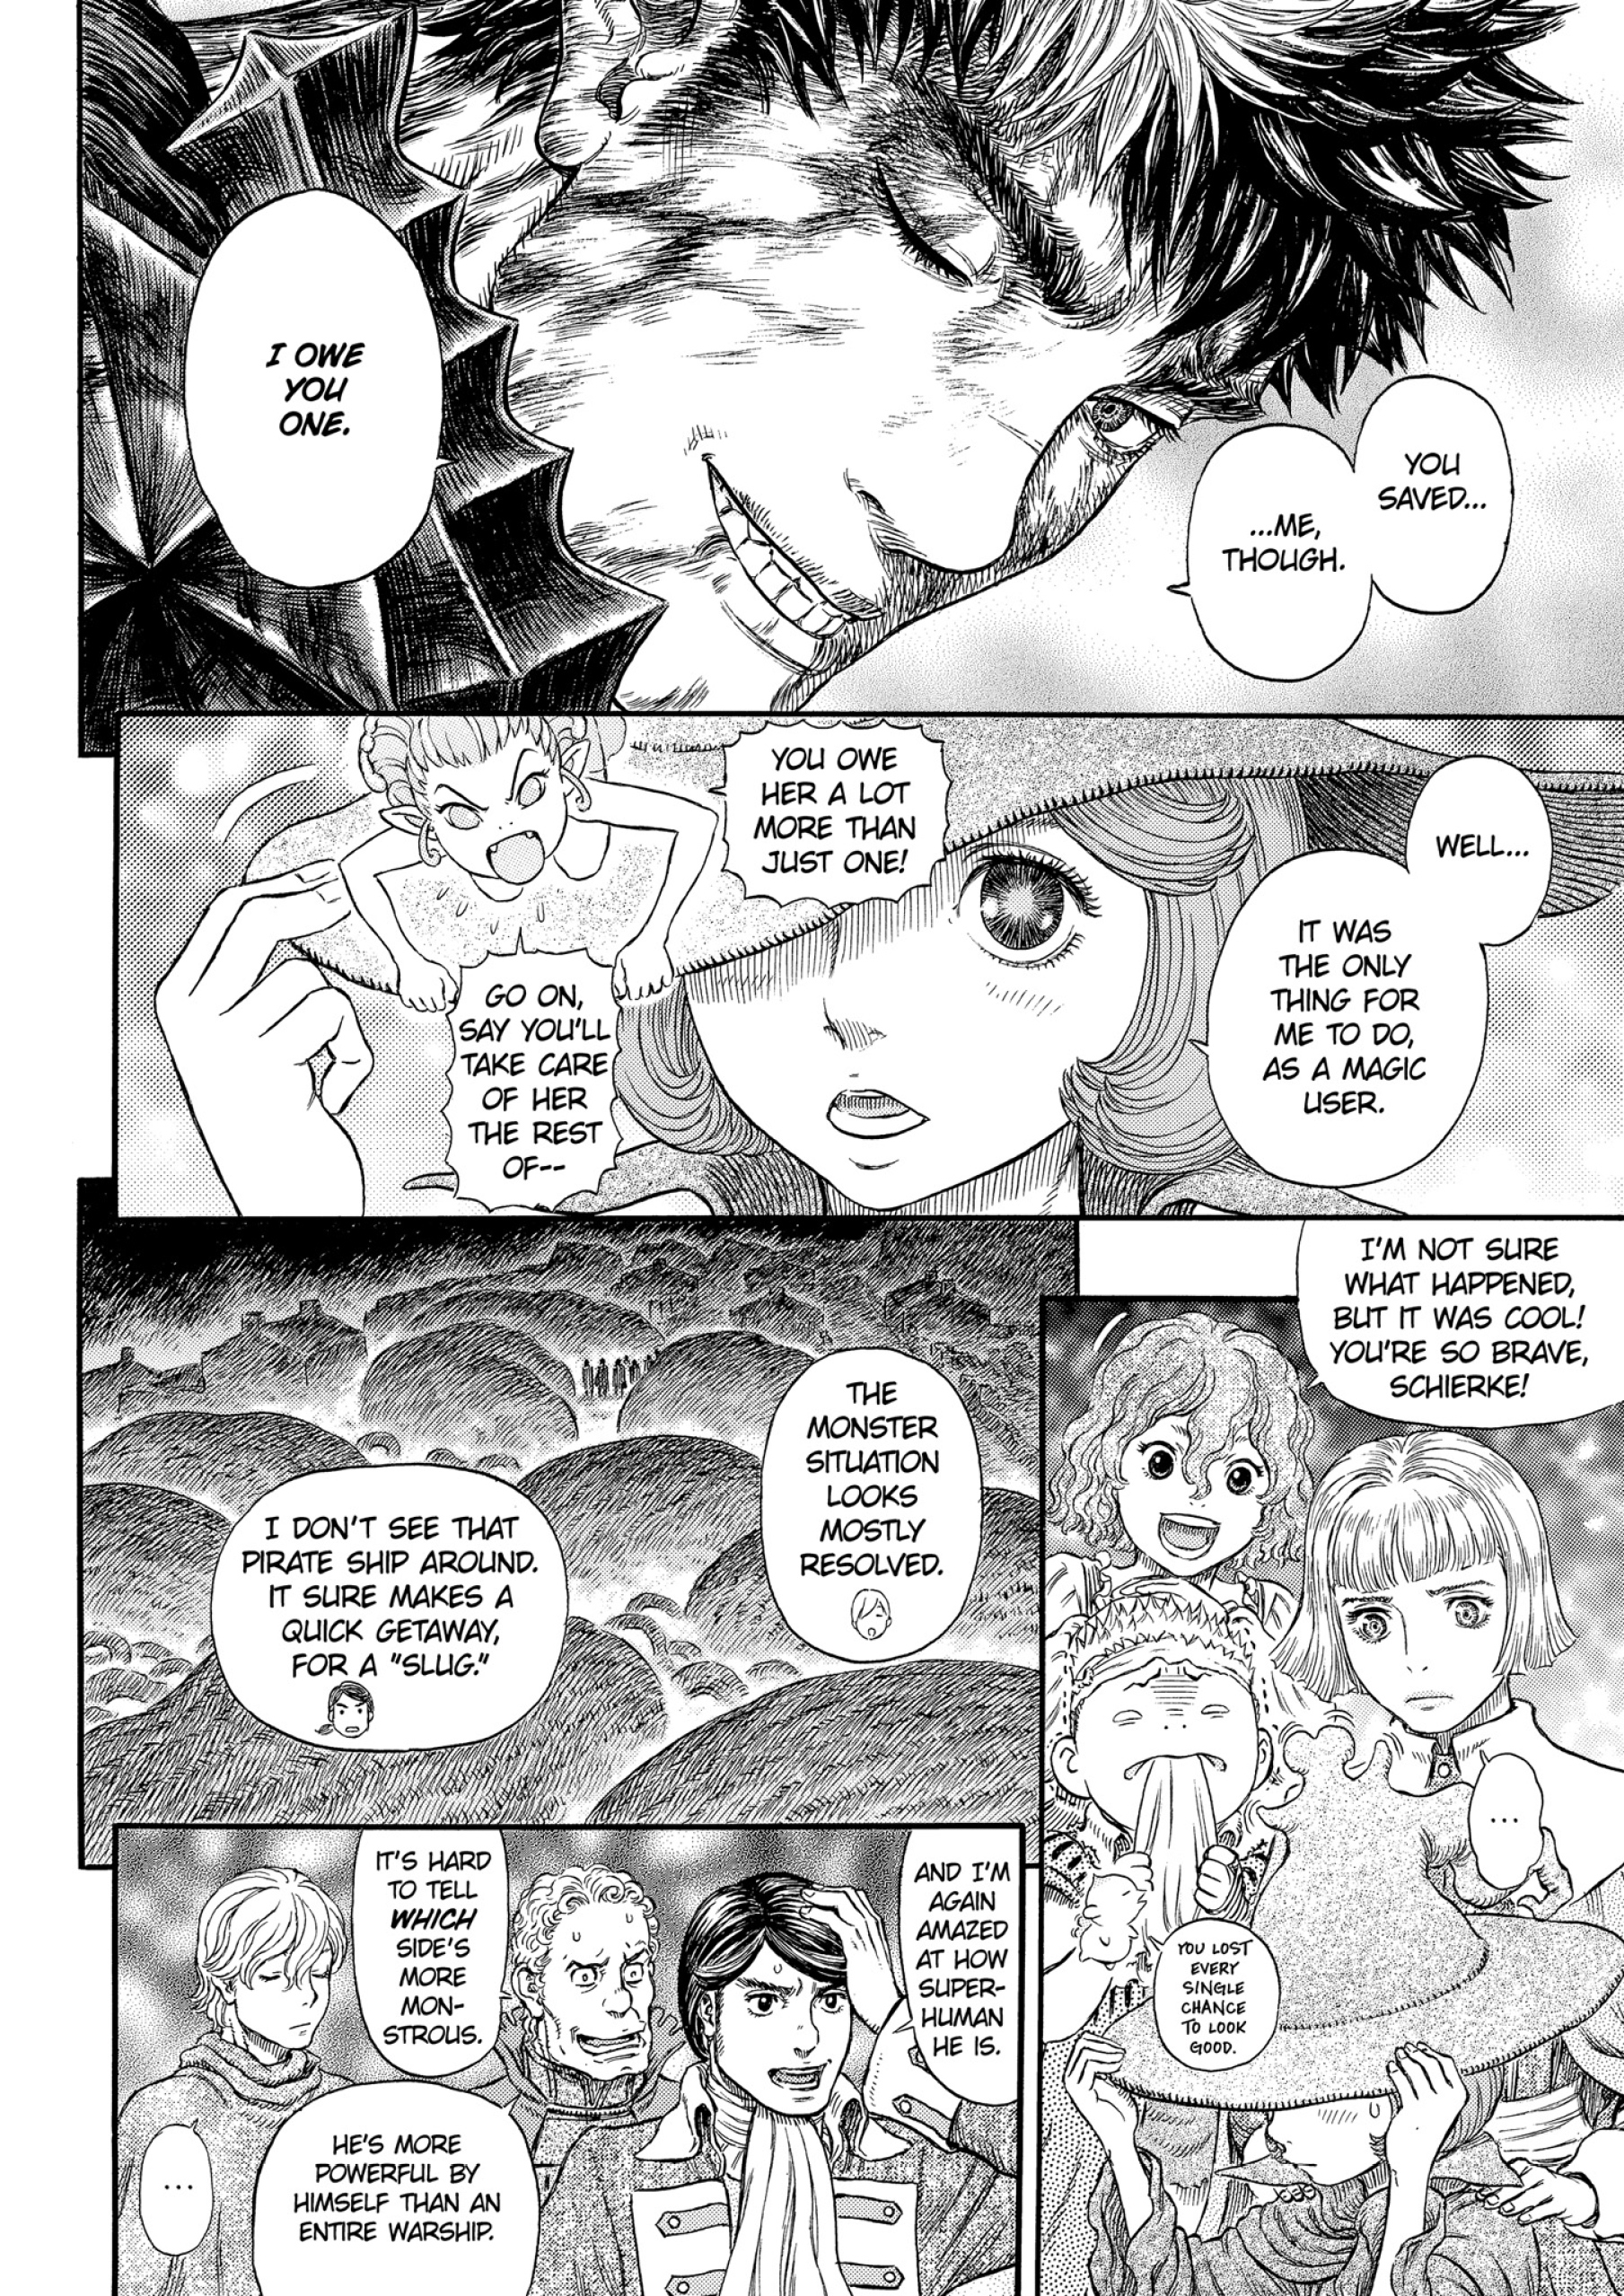 YOU
SAVED...
...ME,
THOUGH.
I OWE
YOU
ONE.
WELL...
IT WAS
THE ONLY
THING FOR
ME TO DO,
AS A MAGIC
USER.
YOU OWE
HER A LOT
MORE THAN
JUST ONE!
GO ON,
SAY YOU'LL
TAKE CARE
OF HER
THE REST
OF--
I'M NOT SURE
WHAT HAPPENED,
BUT IT WAS COOL!
YOU'RE SO BRAVE,
SCHIERKE!
...
YOU LOST
EVERY
SINGLE
CHANCE
TO LOOK
GOOD.
THE
MONSTER
SITUATION
LOOKS
MOSTLY
RESOLVED.
I DON'T SEE THAT
PIRATE SHIP AROUND.
IT SURE MAKES A
QUICK GETAWAY,
FOR A "SLUG."
AND I'M
AGAIN
AMAZED
AT HOW
SUPER-
HUMAN
HE IS.
IT'S HARD
TO TELL
WHICH
SIDE'S
MORE
MON-
STROUS.
HE'S MORE
POWERFUL BY
HIMSELF THAN AN
ENTIRE WARSHIP.
...